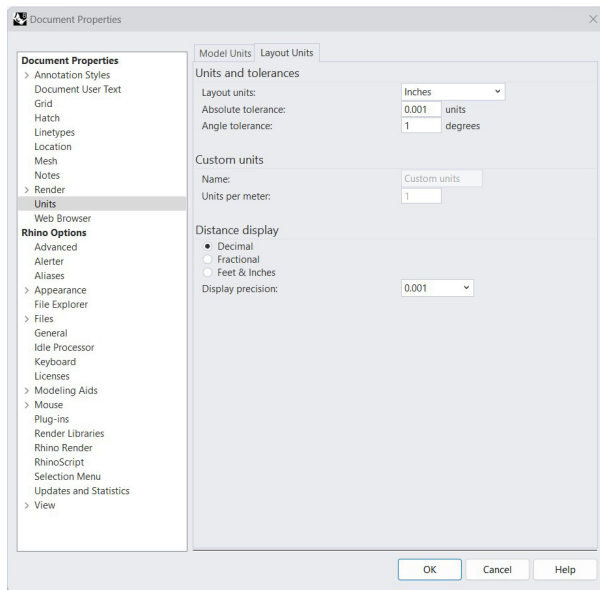 Document Properties
Document Properties
> Annotation Styles
Document User Text
Grid
Hatch
Linetypes
Location
Mesh
Notes
> Render
Units
Web Browser
Rhino Options
Advanced
Alerter
Aliases
> Appearance
File Explorer
> Files
General
Idle Processor
Keyboard
Licenses
> Modeling Aids
> Mouse
Plug-ins
Render Libraries
Rhino Render
RhinoScript
Selection Menu
Updates and Statistics
> View
Model Units Layout Units
Units and tolerances
Layout units: Inches
Absolute tolerance: 0.001 units
Angle tolerance: 1 degrees
Custom units
Name: Custom units
Units per meter: 1
Distance display
Decimal
Fractional
Feet & Inches
Display precision: 0.001
OK Cancel Help